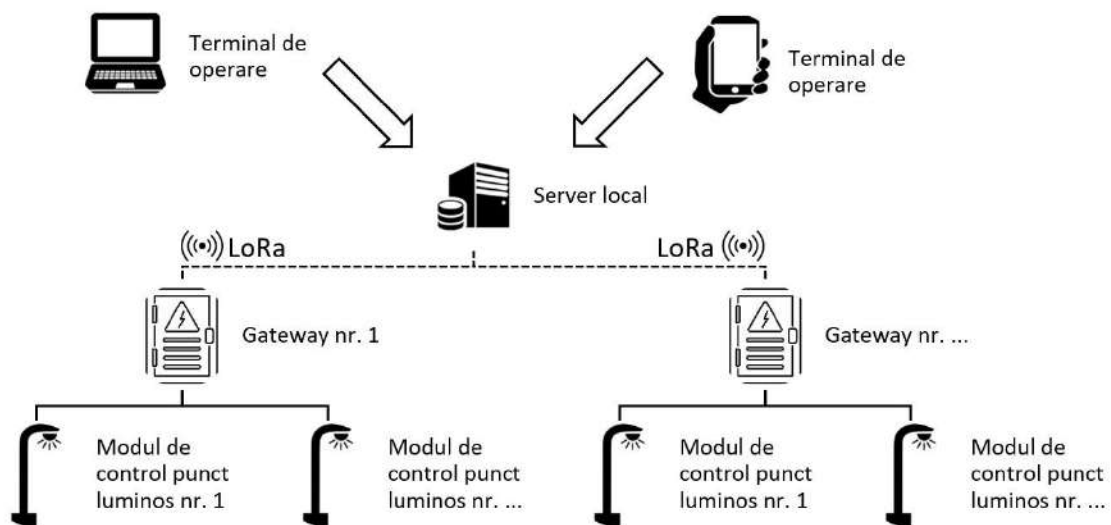 Terminal de
operare
Terminal de
operare
Server local
LoRa
LoRa
Gateway nr. 1
Gateway nr. ...
Modul de
control punct
luminos nr. 1
Modul de
control punct
luminos nr. ...
Modul de
control punct
luminos nr. 1
Modul de
control punct
luminos nr. ...